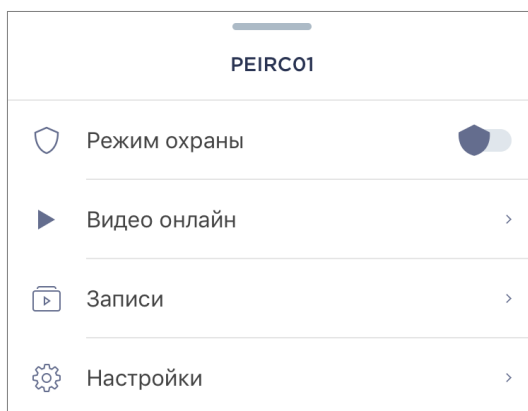 PEIRC01
Режим охраны
Видео онлайн
Записи
Настройки